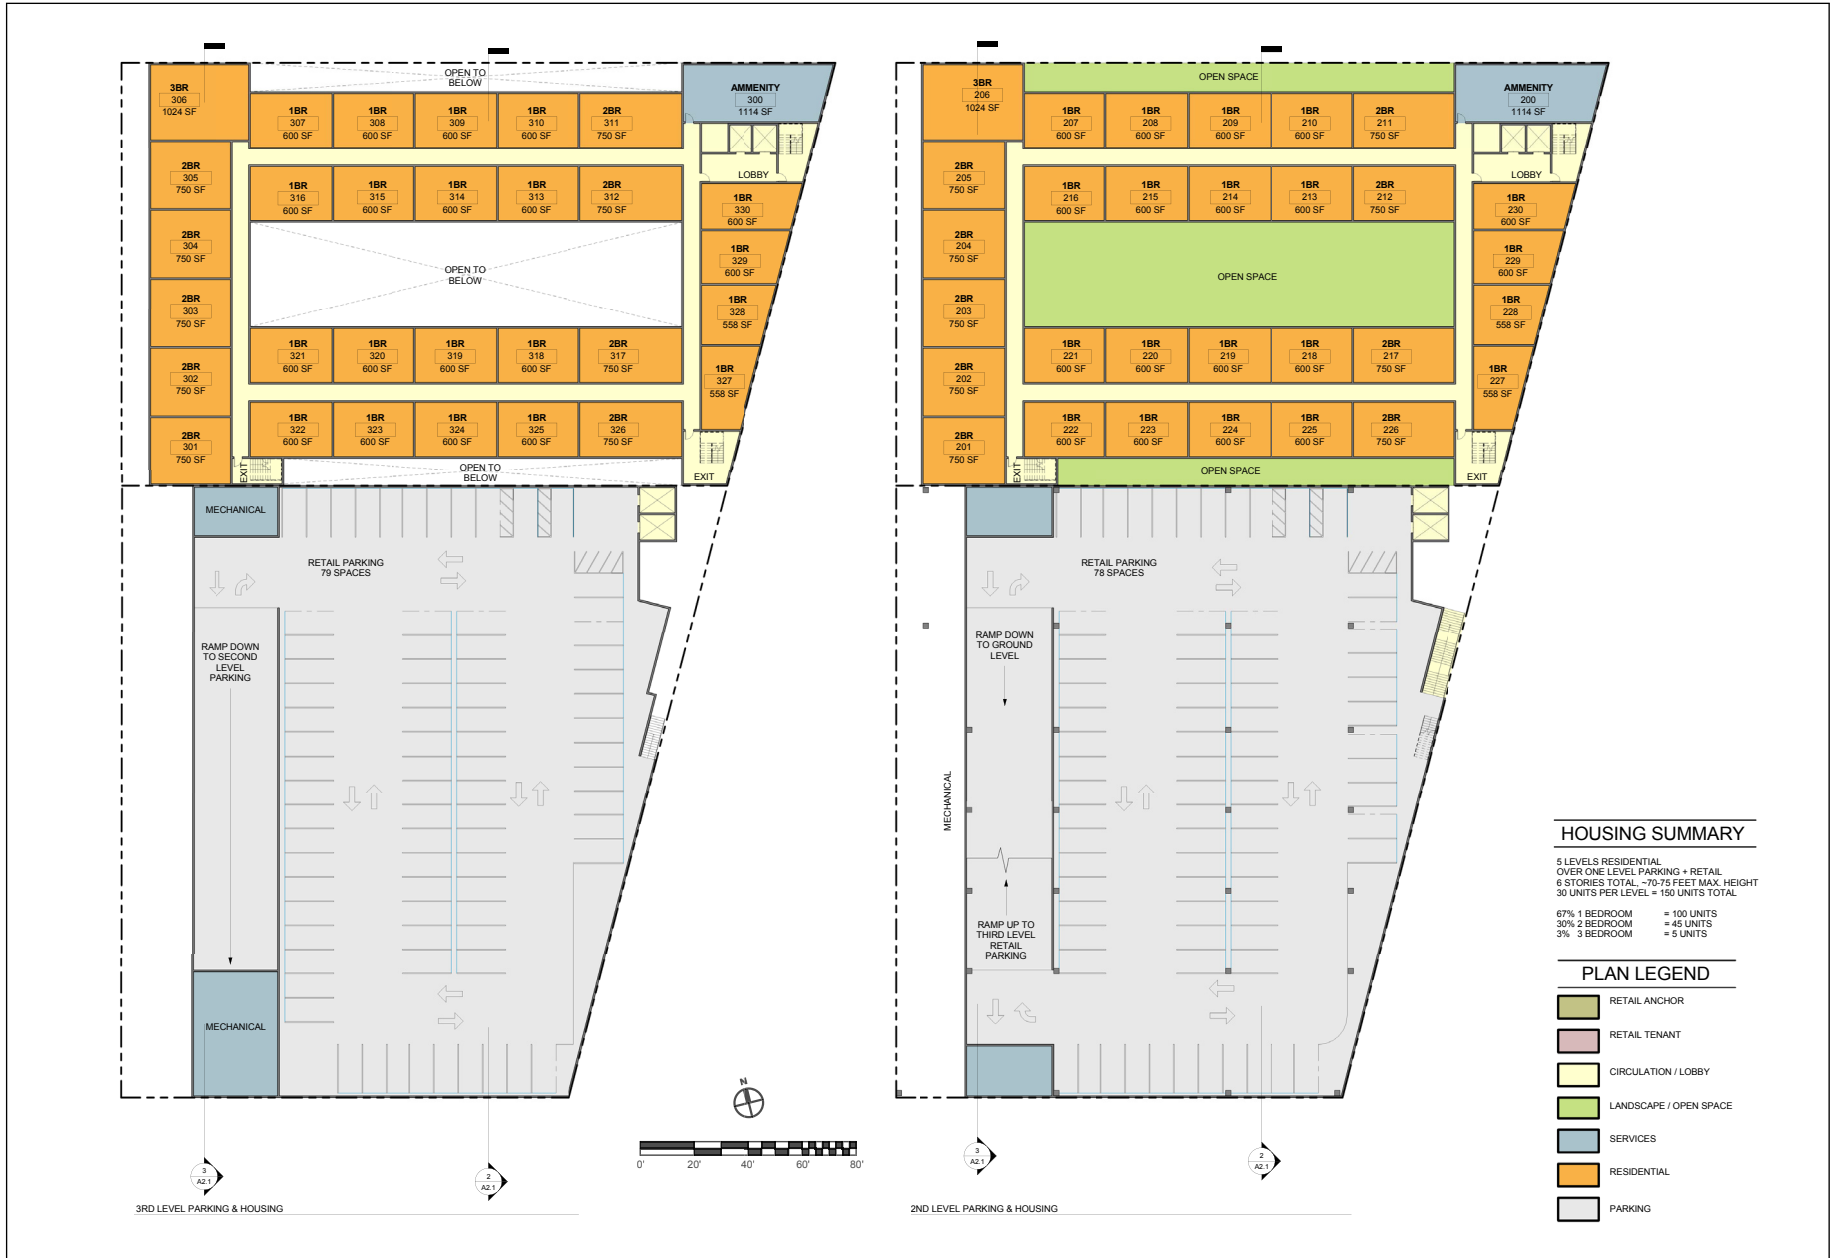 OPEN TO
BELOW
3BR
306
1024 SF
1BR
307
600 SF
1BR
308
600 SF
1BR
309
600 SF
1BR
310
600 SF
2BR
311
750 SF
AMMENITY
300
1114 SF
LOBBY
2BR
305
750 SF
1BR
316
600 SF
1BR
315
600 SF
1BR
314
600 SF
1BR
313
600 SF
2BR
312
750 SF
1BR
330
600 SF
2BR
304
750 SF
OPEN TO
BELOW
1BR
329
600 SF
2BR
303
750 SF
1BR
328
558 SF
1BR
321
600 SF
1BR
320
600 SF
1BR
319
600 SF
1BR
318
600 SF
2BR
317
750 SF
2BR
302
750 SF
1BR
327
558 SF
1BR
322
600 SF
1BR
323
600 SF
1BR
324
600 SF
1BR
325
600 SF
2BR
326
750 SF
2BR
301
750 SF
EXIT
OPEN TO
BELOW
EXIT
MECHANICAL
RETAIL PARKING
79 SPACES
RAMP DOWN
TO SECOND
LEVEL
PARKING
MECHANICAL
3
A2.1
2
A2.1
3RD LEVEL PARKING & HOUSING
N
0'
20'
40'
60'
80'
OPEN SPACE
3BR
206
1024 SF
1BR
207
600 SF
1BR
208
600 SF
1BR
209
600 SF
1BR
210
600 SF
2BR
211
750 SF
AMMENITY
200
1114 SF
LOBBY
2BR
205
750 SF
1BR
216
600 SF
1BR
215
600 SF
1BR
214
600 SF
1BR
213
600 SF
2BR
212
750 SF
1BR
230
600 SF
2BR
204
750 SF
OPEN SPACE
1BR
229
600 SF
2BR
203
750 SF
1BR
228
558 SF
1BR
221
600 SF
1BR
220
600 SF
1BR
219
600 SF
1BR
218
600 SF
2BR
217
750 SF
2BR
202
750 SF
1BR
227
558 SF
1BR
222
600 SF
1BR
223
600 SF
1BR
224
600 SF
1BR
225
600 SF
2BR
226
750 SF
2BR
201
750 SF
EXIT
OPEN SPACE
EXIT
RETAIL PARKING
78 SPACES
RAMP DOWN
TO GROUND
LEVEL
MECHANICAL
RAMP UP TO
THIRD LEVEL
RETAIL
PARKING
3
A2.1
2
A2.1
2ND LEVEL PARKING & HOUSING
HOUSING SUMMARY
5 LEVELS RESIDENTIAL
OVER ONE LEVEL PARKING + RETAIL
6 STORIES TOTAL, ~70-75 FEET MAX. HEIGHT
30 UNITS PER LEVEL = 150 UNITS TOTAL
67% 1 BEDROOM = 100 UNITS
30% 2 BEDROOM = 45 UNITS
3% 3 BEDROOM = 5 UNITS
PLAN LEGEND
RETAIL ANCHOR
RETAIL TENANT
CIRCULATION / LOBBY
LANDSCAPE / OPEN SPACE
SERVICES
RESIDENTIAL
PARKING